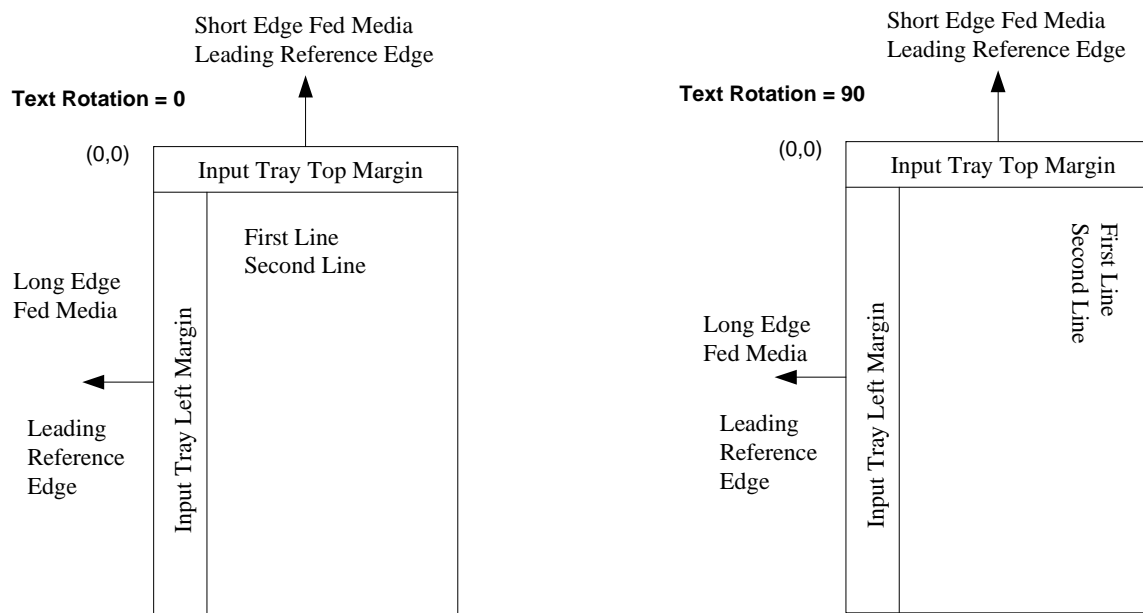 Short Edge Fed Media
Leading Reference Edge
Text Rotation = 0
(0,0)
Input Tray Top Margin
First Line
Second Line
Long Edge
Fed Media
Input Tray Left Margin
Leading
Reference
Edge
Short Edge Fed Media
Leading Reference Edge
Text Rotation = 90
(0,0)
Input Tray Top Margin
First Line
Second Line
Long Edge
Fed Media
Input Tray Left Margin
Leading
Reference
Edge